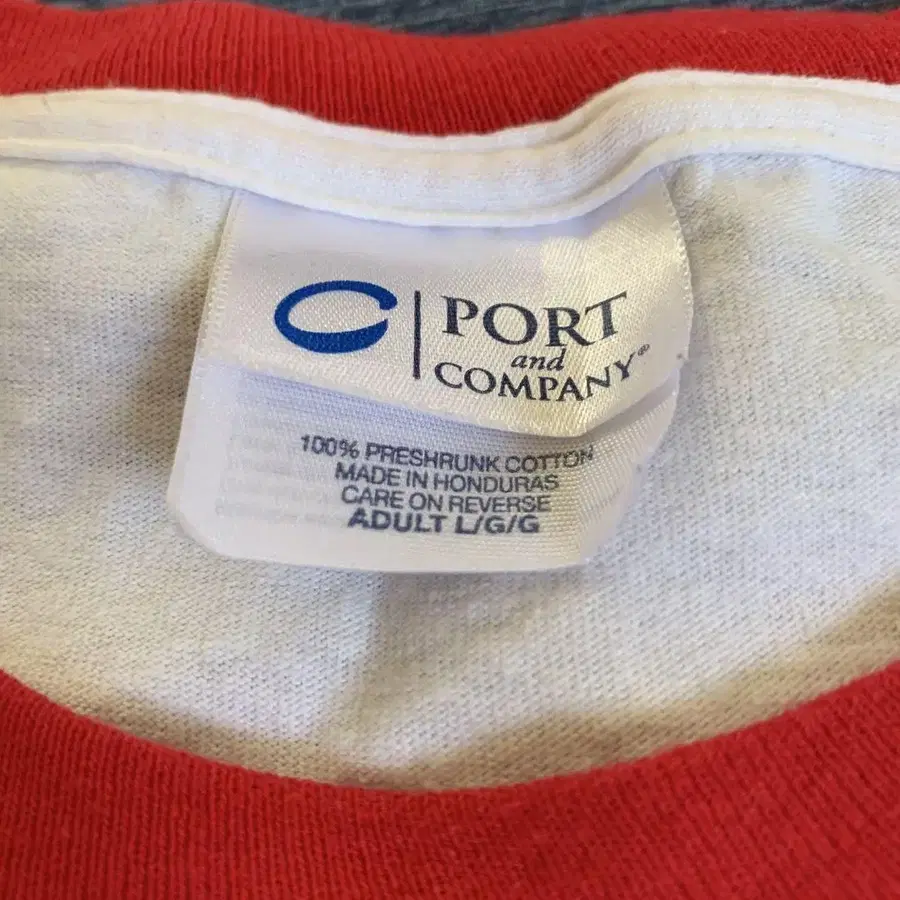 PORT
and
COMPANY®
100% PRESHRUNK COTTON
MADE IN HONDURAS
CARE ON REVERSE
ADULT L/G/G